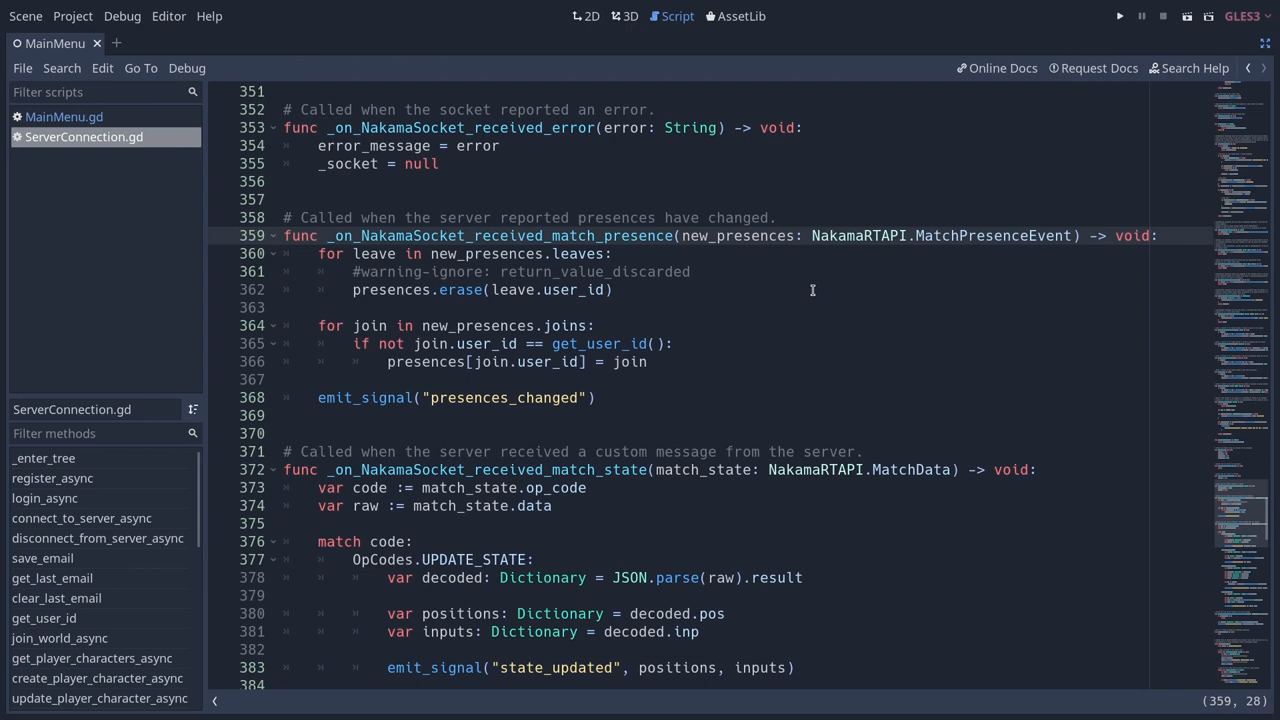 Scene Project Debug Editor Help
2D 3D Script AssetLib
GLES3
MainMenu
File Search Edit Go To Debug
Online Docs Request Docs Search Help
Filter scripts
MainMenu.gd
ServerConnection.gd
ServerConnection.gd
Filter methods
_enter_tree
register_async
login_async
connect_to_server_async
disconnect_from_server_async
save_email
get_last_email
clear_last_email
get_user_id
join_world_async
get_player_characters_async
create_player_character_async
update_player_character_async
351
352 # Called when the socket reported an error.
353 func _on_NakamaSocket_received_error(error: String) -> void:
354 error_message = error
355 _socket = null
356
357
358 # Called when the server presences have changed.
359 func _on_NakamaSocket_received_match_presence(new_presences: NakamaRTAPI.MatchPresenceEvent) -> void:
360 for in leaves:
361 warning-ignore:return_value_discarded
362 presences.erase(leave.user_id)
363
364 for join in joins:
365 not join.user_id == get_user_id():
366 presences[join.user_id] = join
367
368 emit_signal("presences_changed")
369
370
371 # Called when the server received a custom message from the server.
372 func _on_NakamaSocket_received_match_state(match_state: NakamaRTAPI.MatchData) -> void:
373 var code := match_state.op_code
374 var raw := match_state.data
375
376 match code:
377 UPDATE_STATE:
378 var decoded: Dictionary = JSON.parse(raw).result
379
380 var positions: Dictionary = decoded.pos
381 var inputs: Dictionary = decoded.inp
382
383 emit_signal("state_updated", positions, inputs)
384
(359, 28)